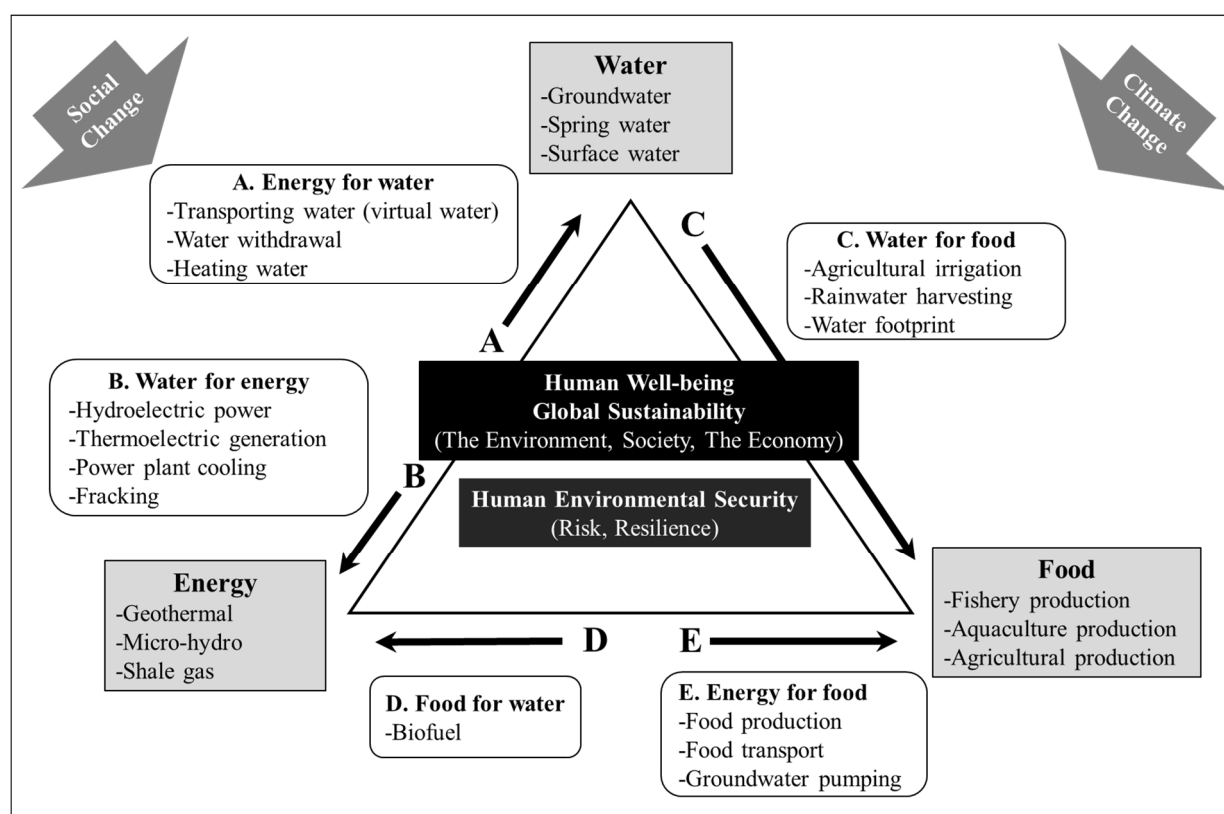 Social
Change
Climate
Change
Water
-Groundwater
-Spring water
-Surface water
A. Energy for water
-Transporting water (virtual water)
-Water withdrawal
-Heating water
C
C. Water for food
-Agricultural irrigation
-Rainwater harvesting
-Water footprint
A
B. Water for energy
-Hydroelectric power
-Thermoelectric generation
-Power plant cooling
-Fracking
B
Human Well-being
Global Sustainability
(The Environment, Society, The Economy)
Human Environmental Security
(Risk, Resilience)
Energy
-Geothermal
-Micro-hydro
-Shale gas
Food
-Fishery production
-Aquaculture production
-Agricultural production
D
E
D. Food for water
-Biofuel
E. Energy for food
-Food production
-Food transport
-Groundwater pumping